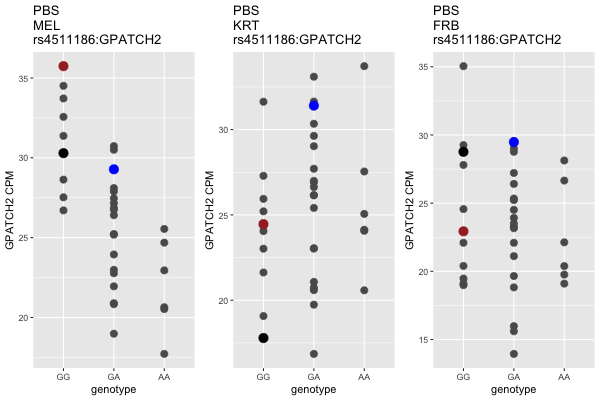 PBS
MEL
rs4511186:GPATCH2
35
30
25
20
GPATCH2 CPM
GG
GA
AA
genotype
PBS
KRT
rs4511186:GPATCH2
30
25
20
GPATCH2 CPM
GG
GA
AA
genotype
PBS
FRB
rs4511186:GPATCH2
35
30
25
20
15
GPATCH2 CPM
GG
GA
AA
genotype